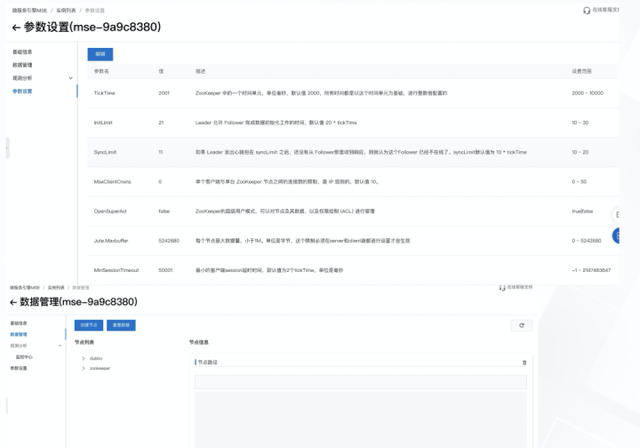 微服务引擎MSE / 实例列表 / 参数设置
在线客服支持
← 参数设置(mse-9a9c8380)
基础信息
数据管理
观测分析
参数设置
编辑
参数名 值 描述 设置范围
TickTime 2001 ZooKeeper 中的一个时间单元。单位毫秒，默认值 2000，所有时间都是以这个时间单元为基础，进行整数倍配置的 2000 - 10000
InitLimit 21 Leader 允许 Follower 完成数据初始化工作的时间，默认值 20 * tickTime 10 - 30
SyncLimit 11 如果 Leader 发出心跳包在 syncLimit 之后，还没有从 Follower那里收到响应，则就认为这个Follower 已经不在线了。syncLimit默认值为 10 * tickTime 10 - 20
MaxClientCnxns 0 单个客户端与单台 ZooKeeper 节点之间的连接数的限制，是 IP 级别的，默认值 10。 0 - 50
OpenSuperAcl false ZooKeeper的超级用户模式，可以对节点及其数据、以及权限控制 (ACL) 进行管理 true|false
Jute.Maxbuffer 5242880 每个节点最大数据量，小于1M，单位是字节，这个限制必须在server和client端都进行设置才会生效 0 - 5242880
MinSessionTimeout 50001 最小的客户端session超时时间，默认值为2个tickTime，单位是毫秒 -1 - 2147483647
微服务引擎MSE / 实例列表 / 数据管理
在线客服支持
← 数据管理(mse-9a9c8380)
基础信息
数据管理
观测分析
监控中心
参数设置
创建节点 重置数据
节点列表 节点信息
dubbo
zookeeper
节点路径